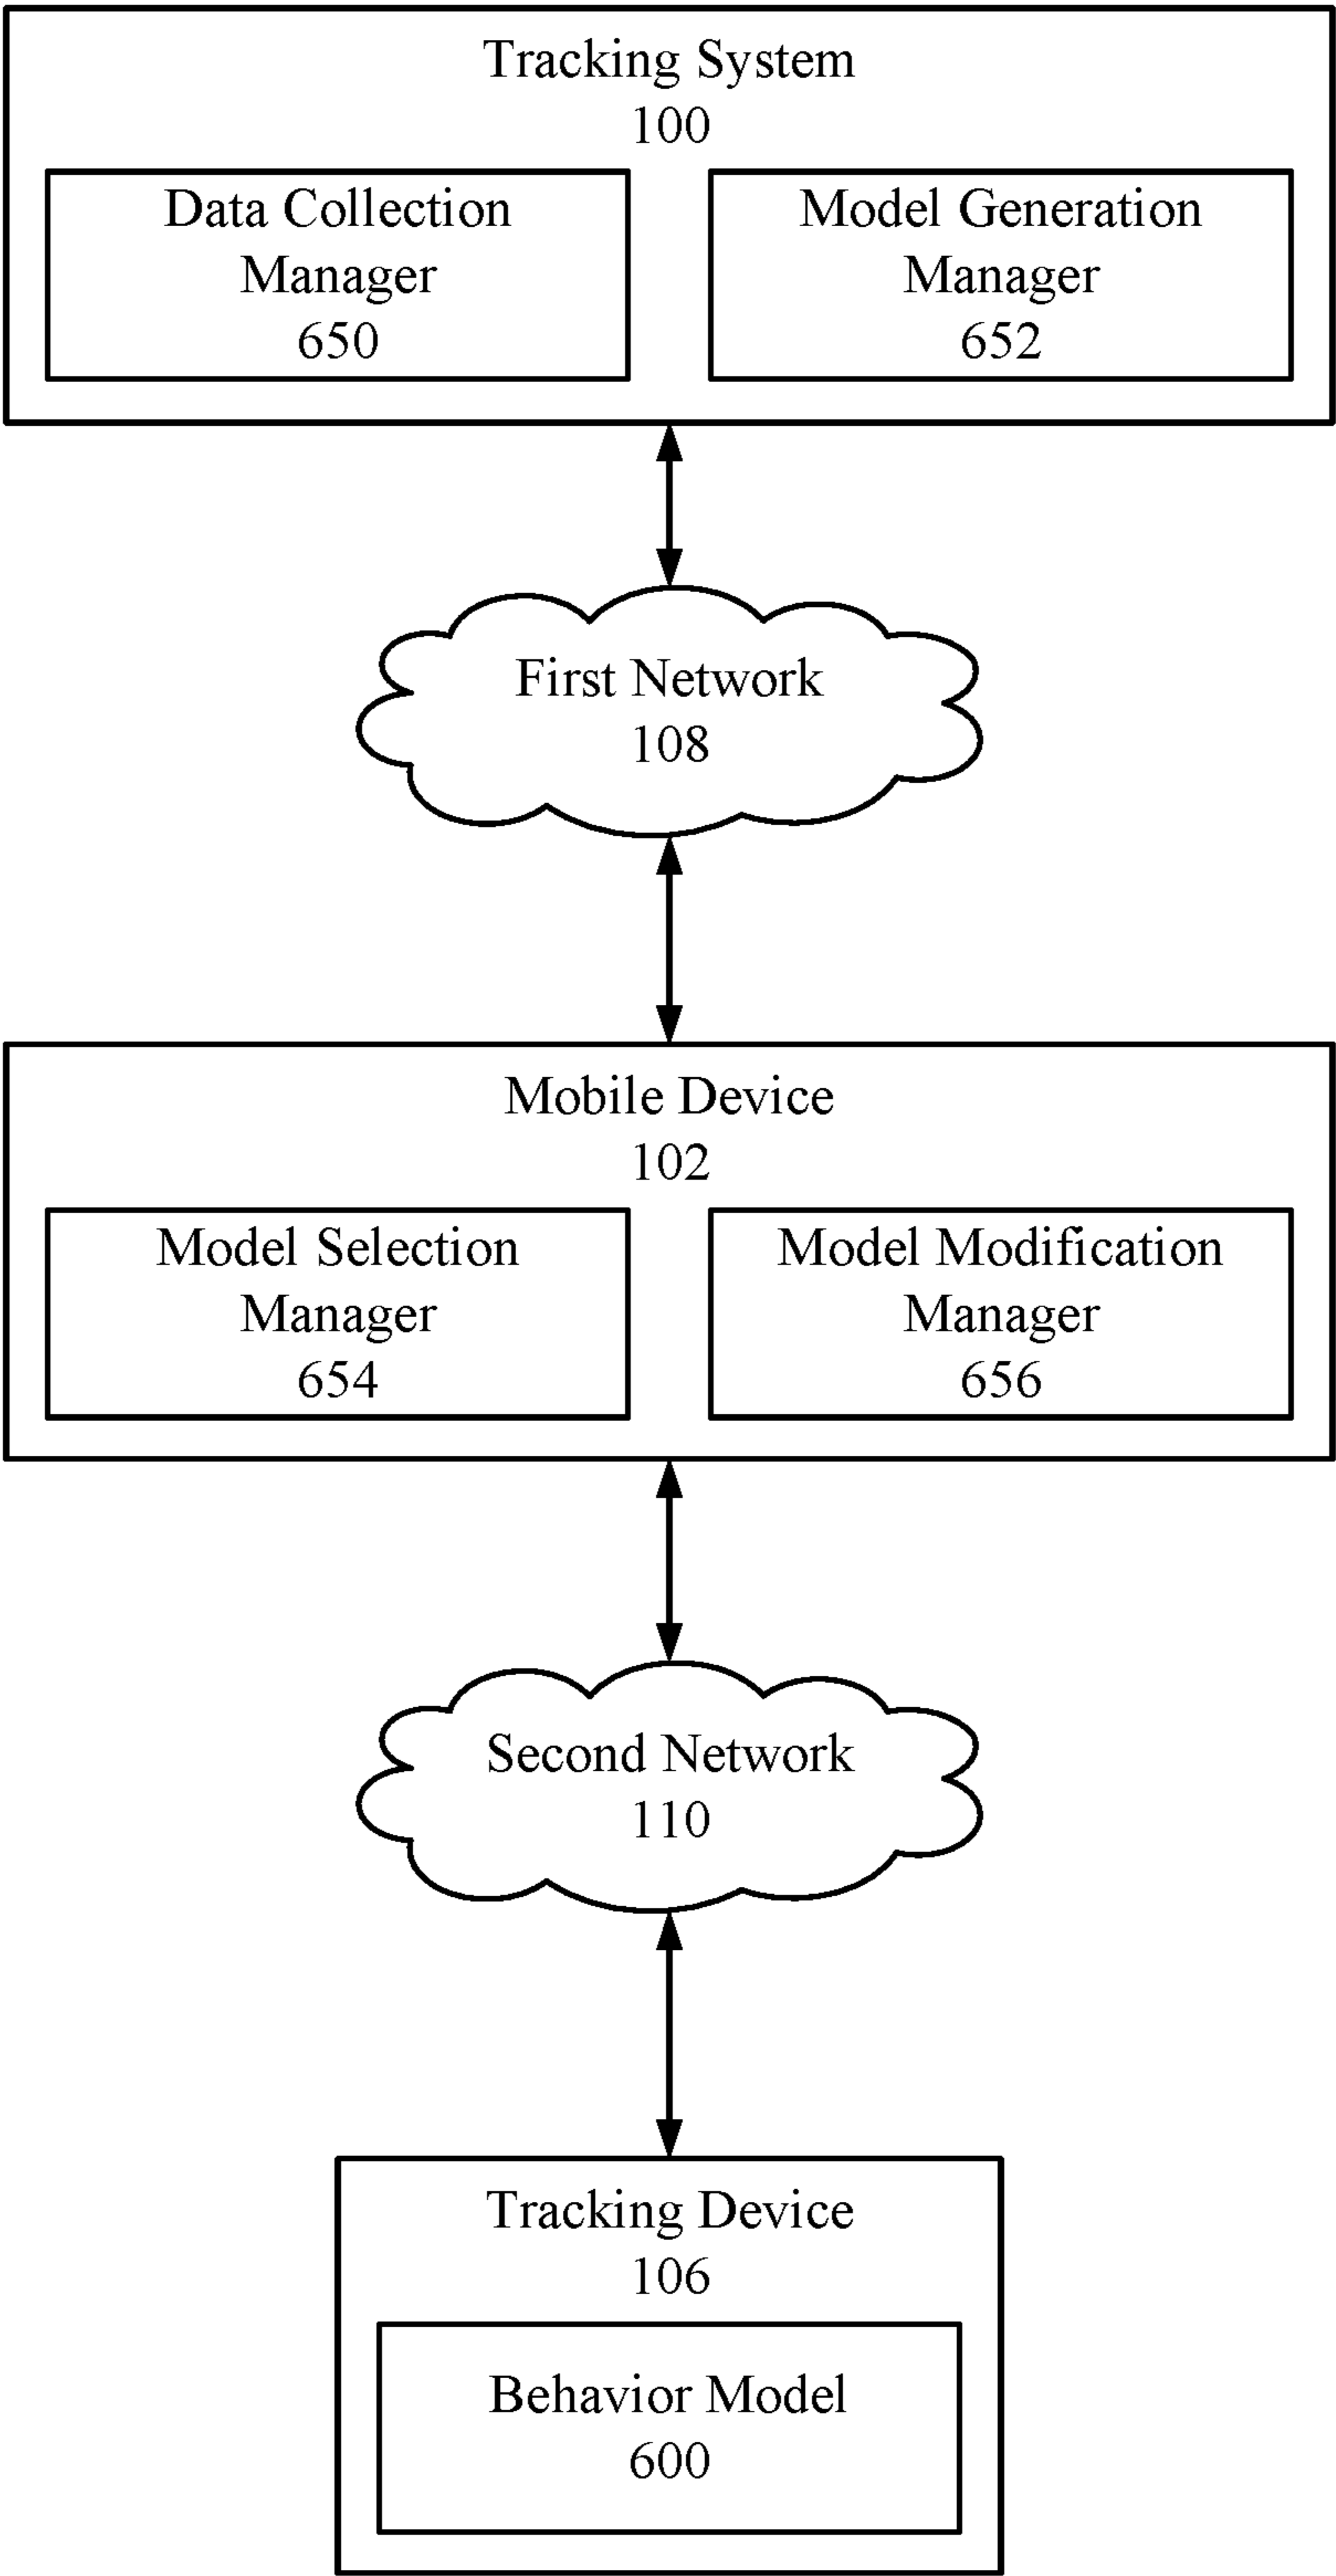 Tracking System
100
Data Collection
Manager
650
Model Generation
Manager
652
First Network
108
Mobile Device
102
Model Selection
Manager
654
Model Modification
Manager
656
Second Network
110
Tracking Device
106
Behavior Model
600